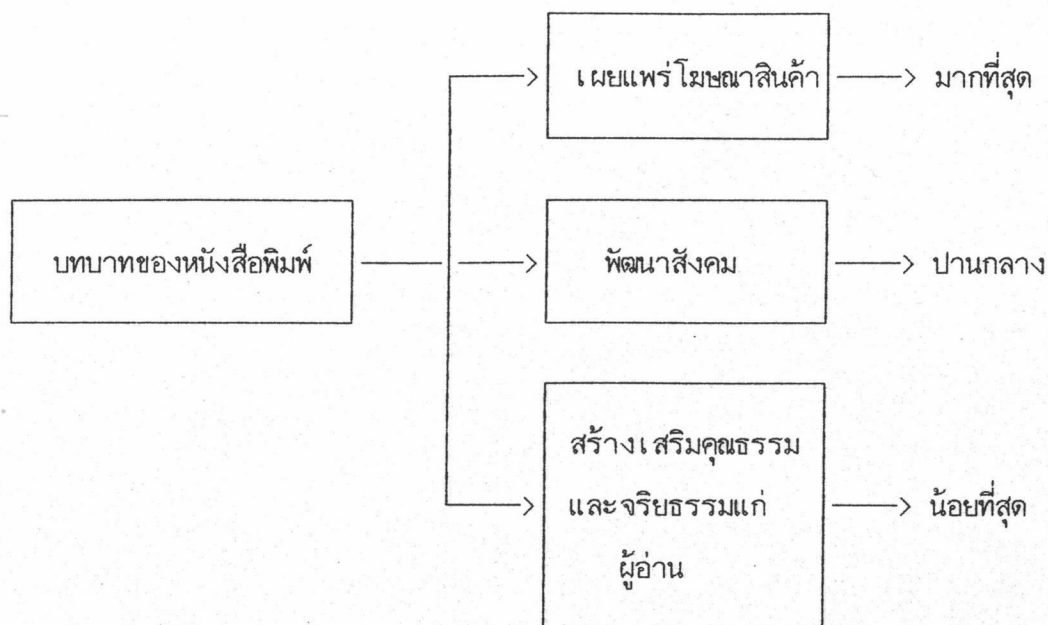 บทบาทของหนังสือพิมพ์
เผยแพร่โฆษณาสินค้า
มากที่สุด
พัฒนาสังคม
ปานกลาง
สร้างเสริมคุณธรรม
และจริยธรรมแก่
ผู้อ่าน
น้อยที่สุด